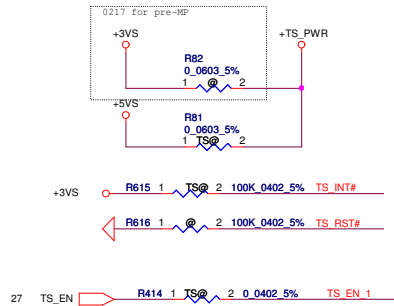 0217 for pre-MP
+3VS
+TS_PWR
R82
0_0603_5%
1 @ 2
+5VS
R81
0_0603_5%
1 TS@ 2
+3VS R615 1 TS@ 2 100K_0402_5% TS_INT#
R616 1 @ 2 100K_0402_5% TS_RST#
27 TS_EN R414 1 TS@ 2 0_0402_5% TS_EN_1